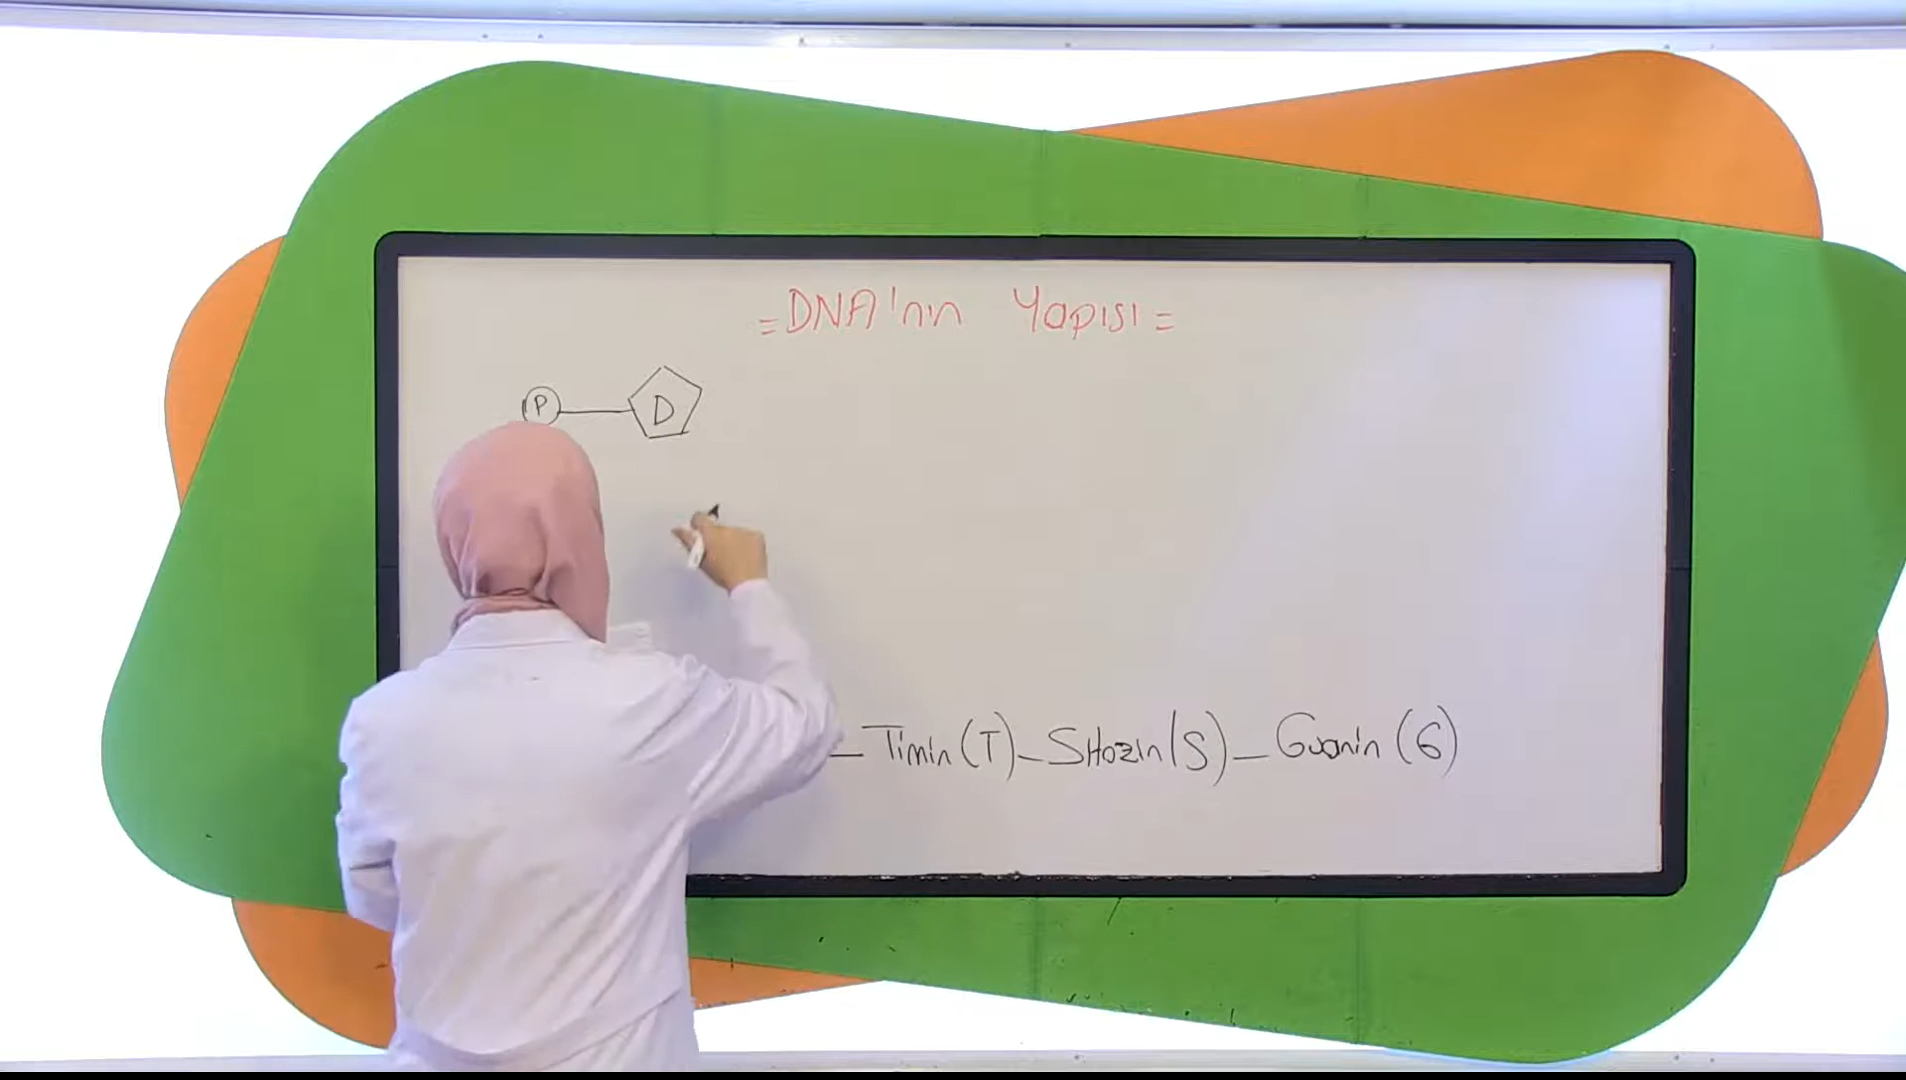 =DNA'nın Yapısı=
P D
– Timin (T) – Sitozin (S) – Guanin (G)